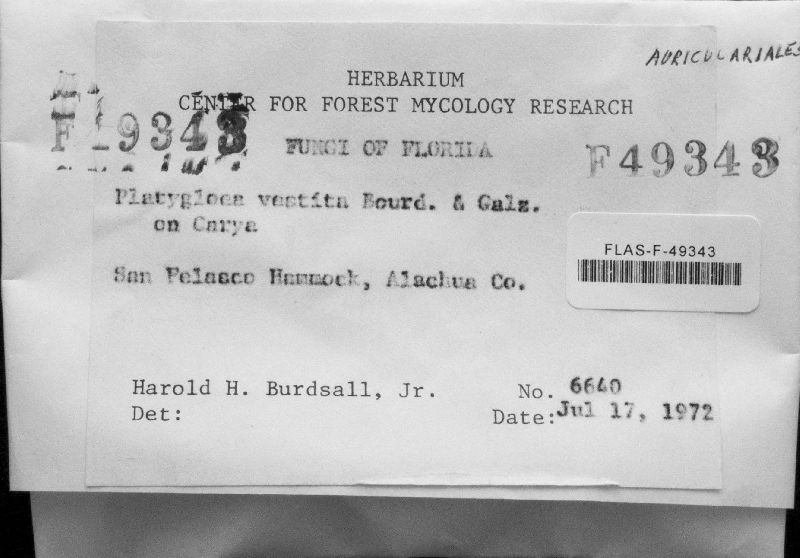 AURICULARIALES
HERBARIUM
CENTER FOR FOREST MYCOLOGY RESEARCH
F 49343
FUNGI OF FLORIDA
F49343
Platygloea vestita Bourd. & Galz.
on Carya
FLAS-F-49343
San Felasco Hammock, Alachua Co.
Harold H. Burdsall, Jr.
No. 6640
Det:
Date: Jul 17, 1972